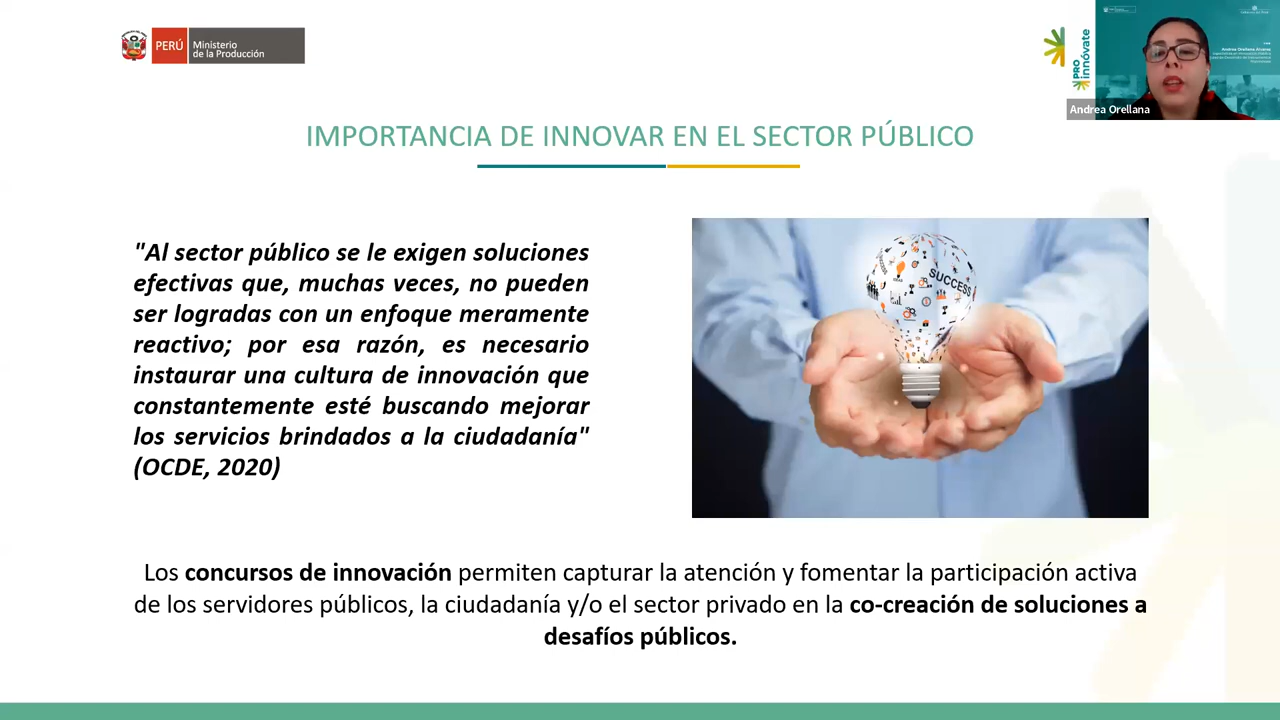 PERÚ
Ministerio
de la Producción
PRO
innóvate
Andrea Orellana
IMPORTANCIA DE INNOVAR EN EL SECTOR PÚBLICO
"Al sector público se le exigen soluciones
efectivas que, muchas veces, no pueden
ser logradas con un enfoque meramente
reactivo; por esa razón, es necesario
instaurar una cultura de innovación que
constantemente esté buscando mejorar
los servicios brindados a la ciudadanía"
(OCDE, 2020)
SUCCESS
Los concursos de innovación permiten capturar la atención y fomentar la participación activa
de los servidores públicos, la ciudadanía y/o el sector privado en la co-creación de soluciones a
desafíos públicos.